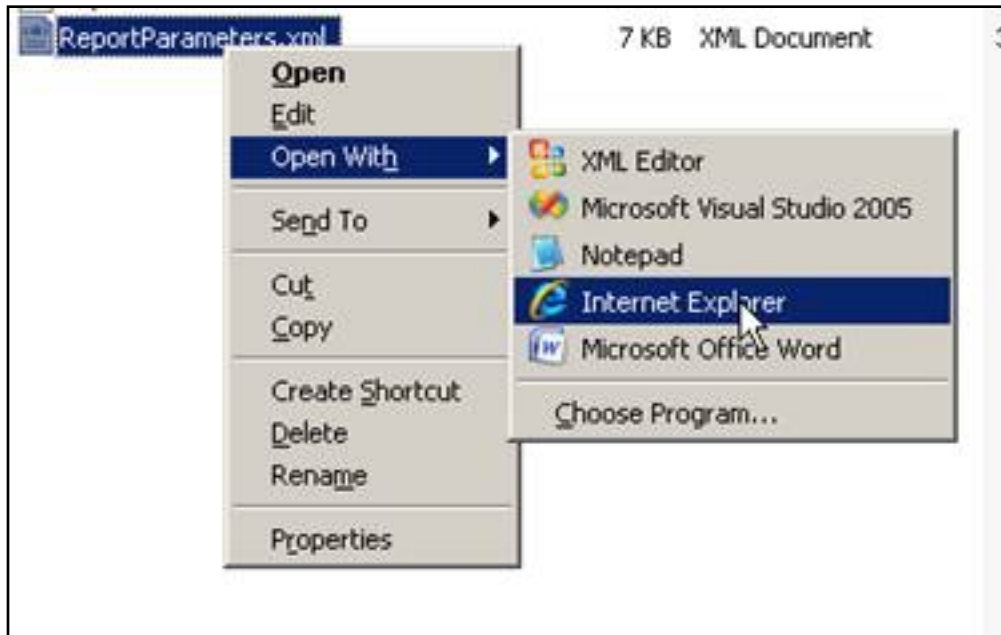 ReportParameters.xml 7 KB XML Document
Open
Edit
Open With
Send To
Cut
Copy
Create Shortcut
Delete
Rename
Properties
XML Editor
Microsoft Visual Studio 2005
Notepad
Internet Explorer
Microsoft Office Word
Choose Program...